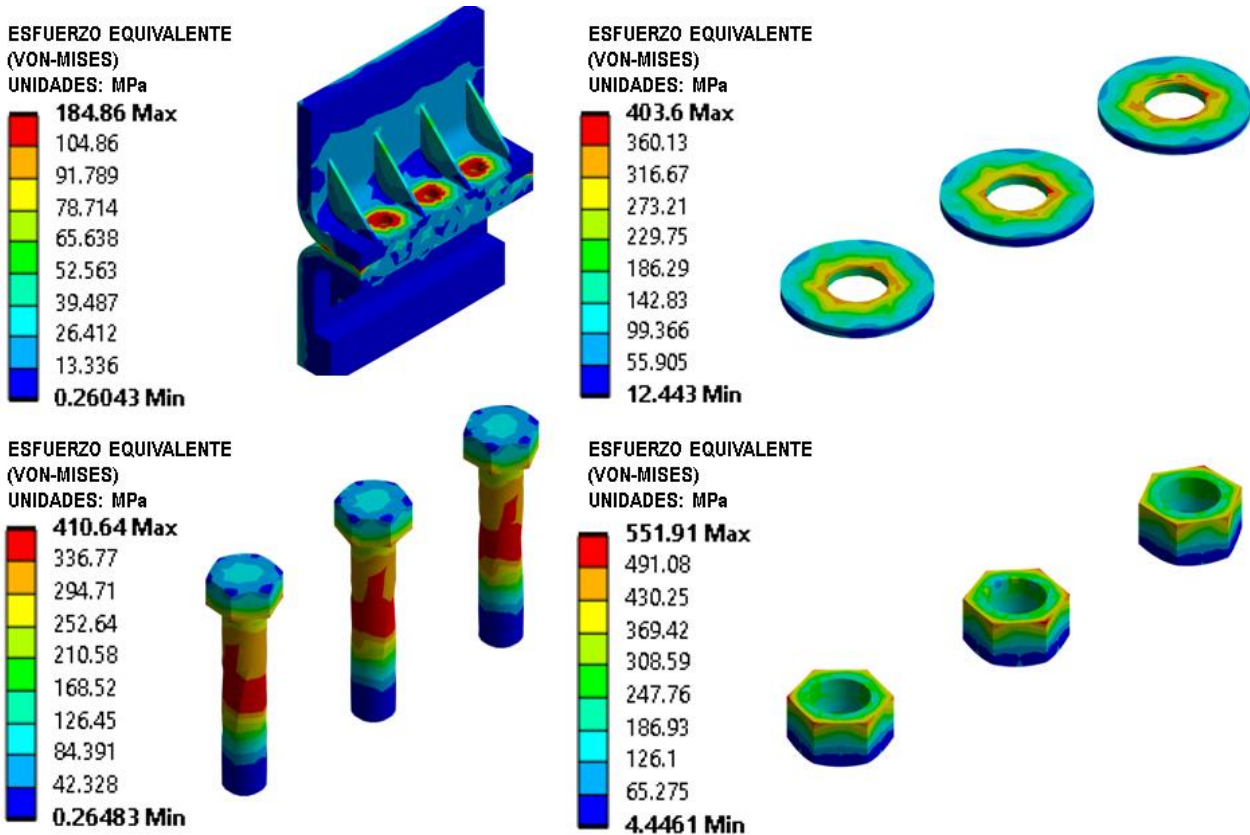 ESFUERZO EQUIVALENTE
(VON-MISES)
UNIDADES: MPa
184.86 Max
104.86
91.789
78.714
65.638
52.563
39.487
26.412
13.336
0.26043 Min
ESFUERZO EQUIVALENTE
(VON-MISES)
UNIDADES: MPa
403.6 Max
360.13
316.67
273.21
229.75
186.29
142.83
99.366
55.905
12.443 Min
ESFUERZO EQUIVALENTE
(VON-MISES)
UNIDADES: MPa
410.64 Max
336.77
294.71
252.64
210.58
168.52
126.45
84.391
42.328
0.26483 Min
ESFUERZO EQUIVALENTE
(VON-MISES)
UNIDADES: MPa
551.91 Max
491.08
430.25
369.42
308.59
247.76
186.93
126.1
65.275
4.4461 Min